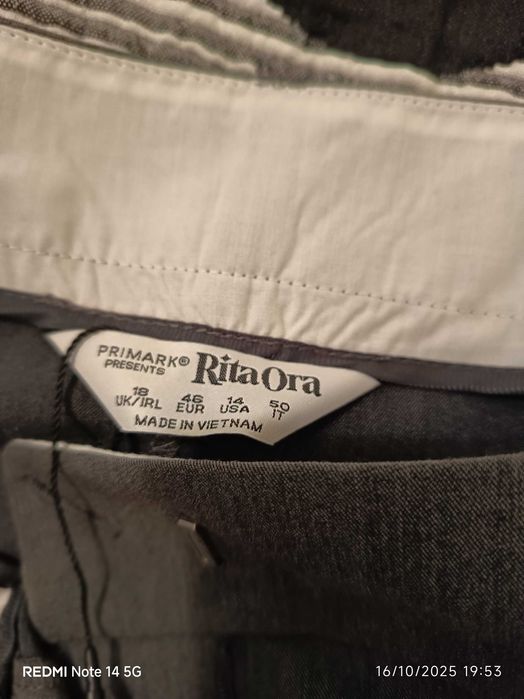 PRIMARK®
PRESENTS
Rita Ora
18 46 14 50
UK/IRL EUR USA IT
MADE IN VIETNAM
REDMI Note 14 5G
16/10/2025 19:53